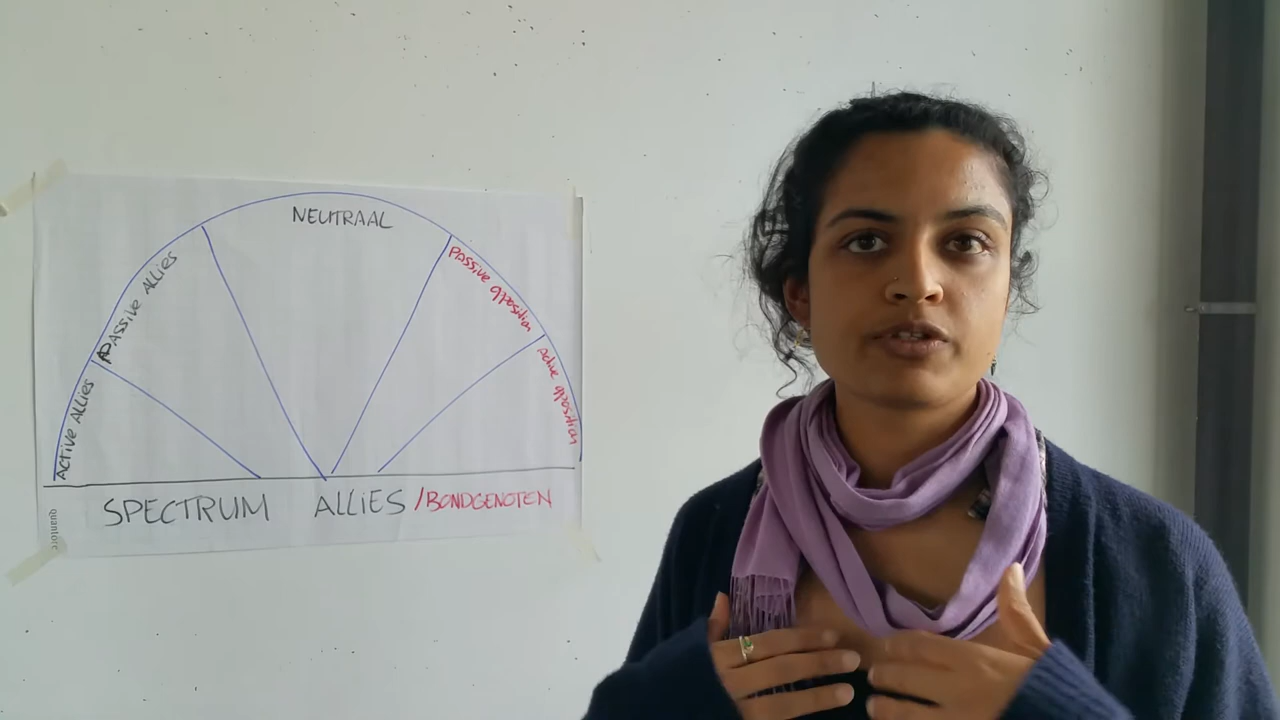 NEUTRAAL
PASSIVE ALLIES
Passive opposition
ACTIVE ALLIES
Active opposition
SPECTRUM ALLIES /BONDGENOTEN